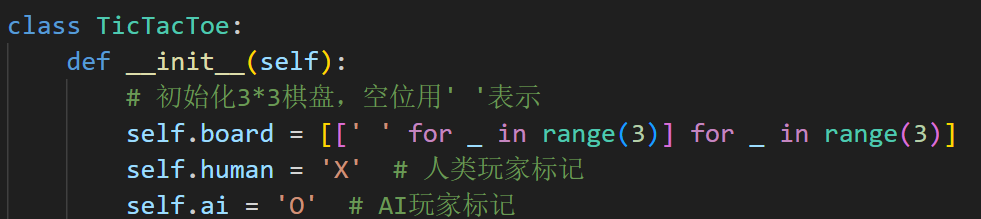 class TicTacToe:
    def __init__(self):
        # 初始化3*3棋盘，空位用' '表示
        self.board = [[' ' for _ in range(3)] for _ in range(3)]
        self.human = 'X'  # 人类玩家标记
        self.ai = 'O'  # AI玩家标记